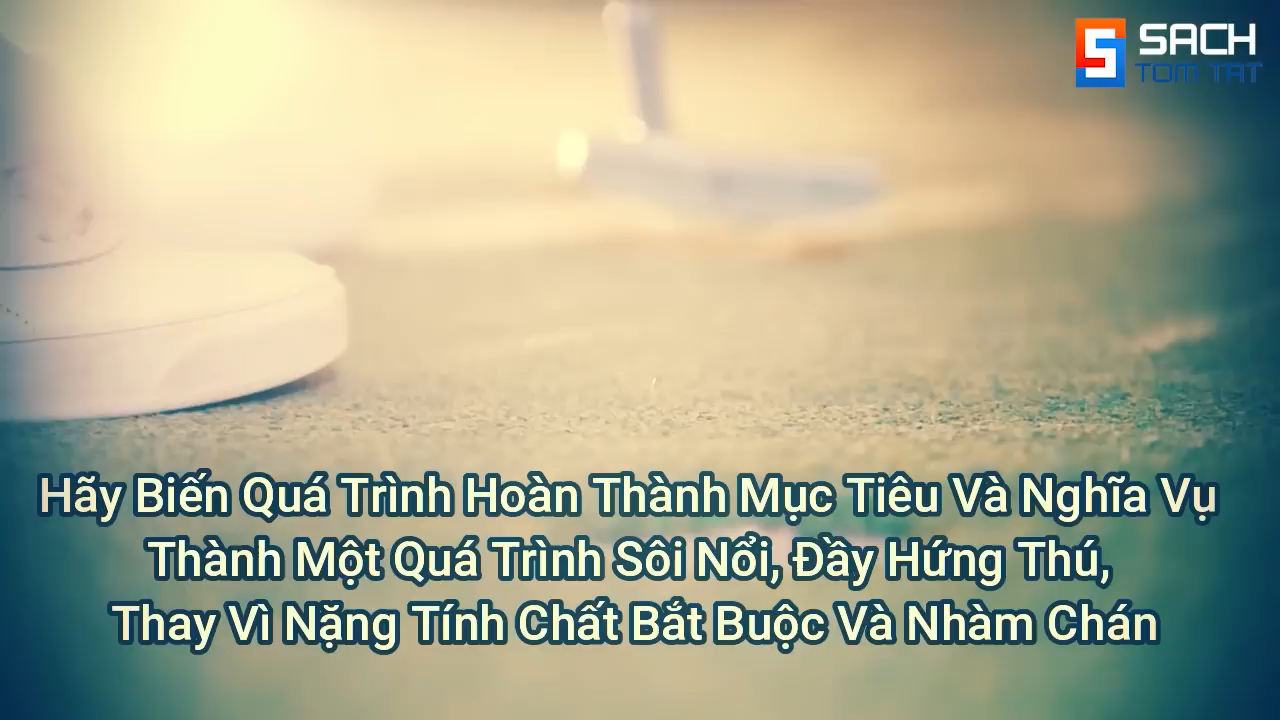 SACH
TOM TAT
Hãy Biến Quá Trình Hoàn Thành Mục Tiêu Và Nghĩa Vụ
Thành Một Quá Trình Sôi Nổi, Đầy Hứng Thú,
Thay Vì Nặng Tính Chất Bắt Buộc Và Nhàm Chán